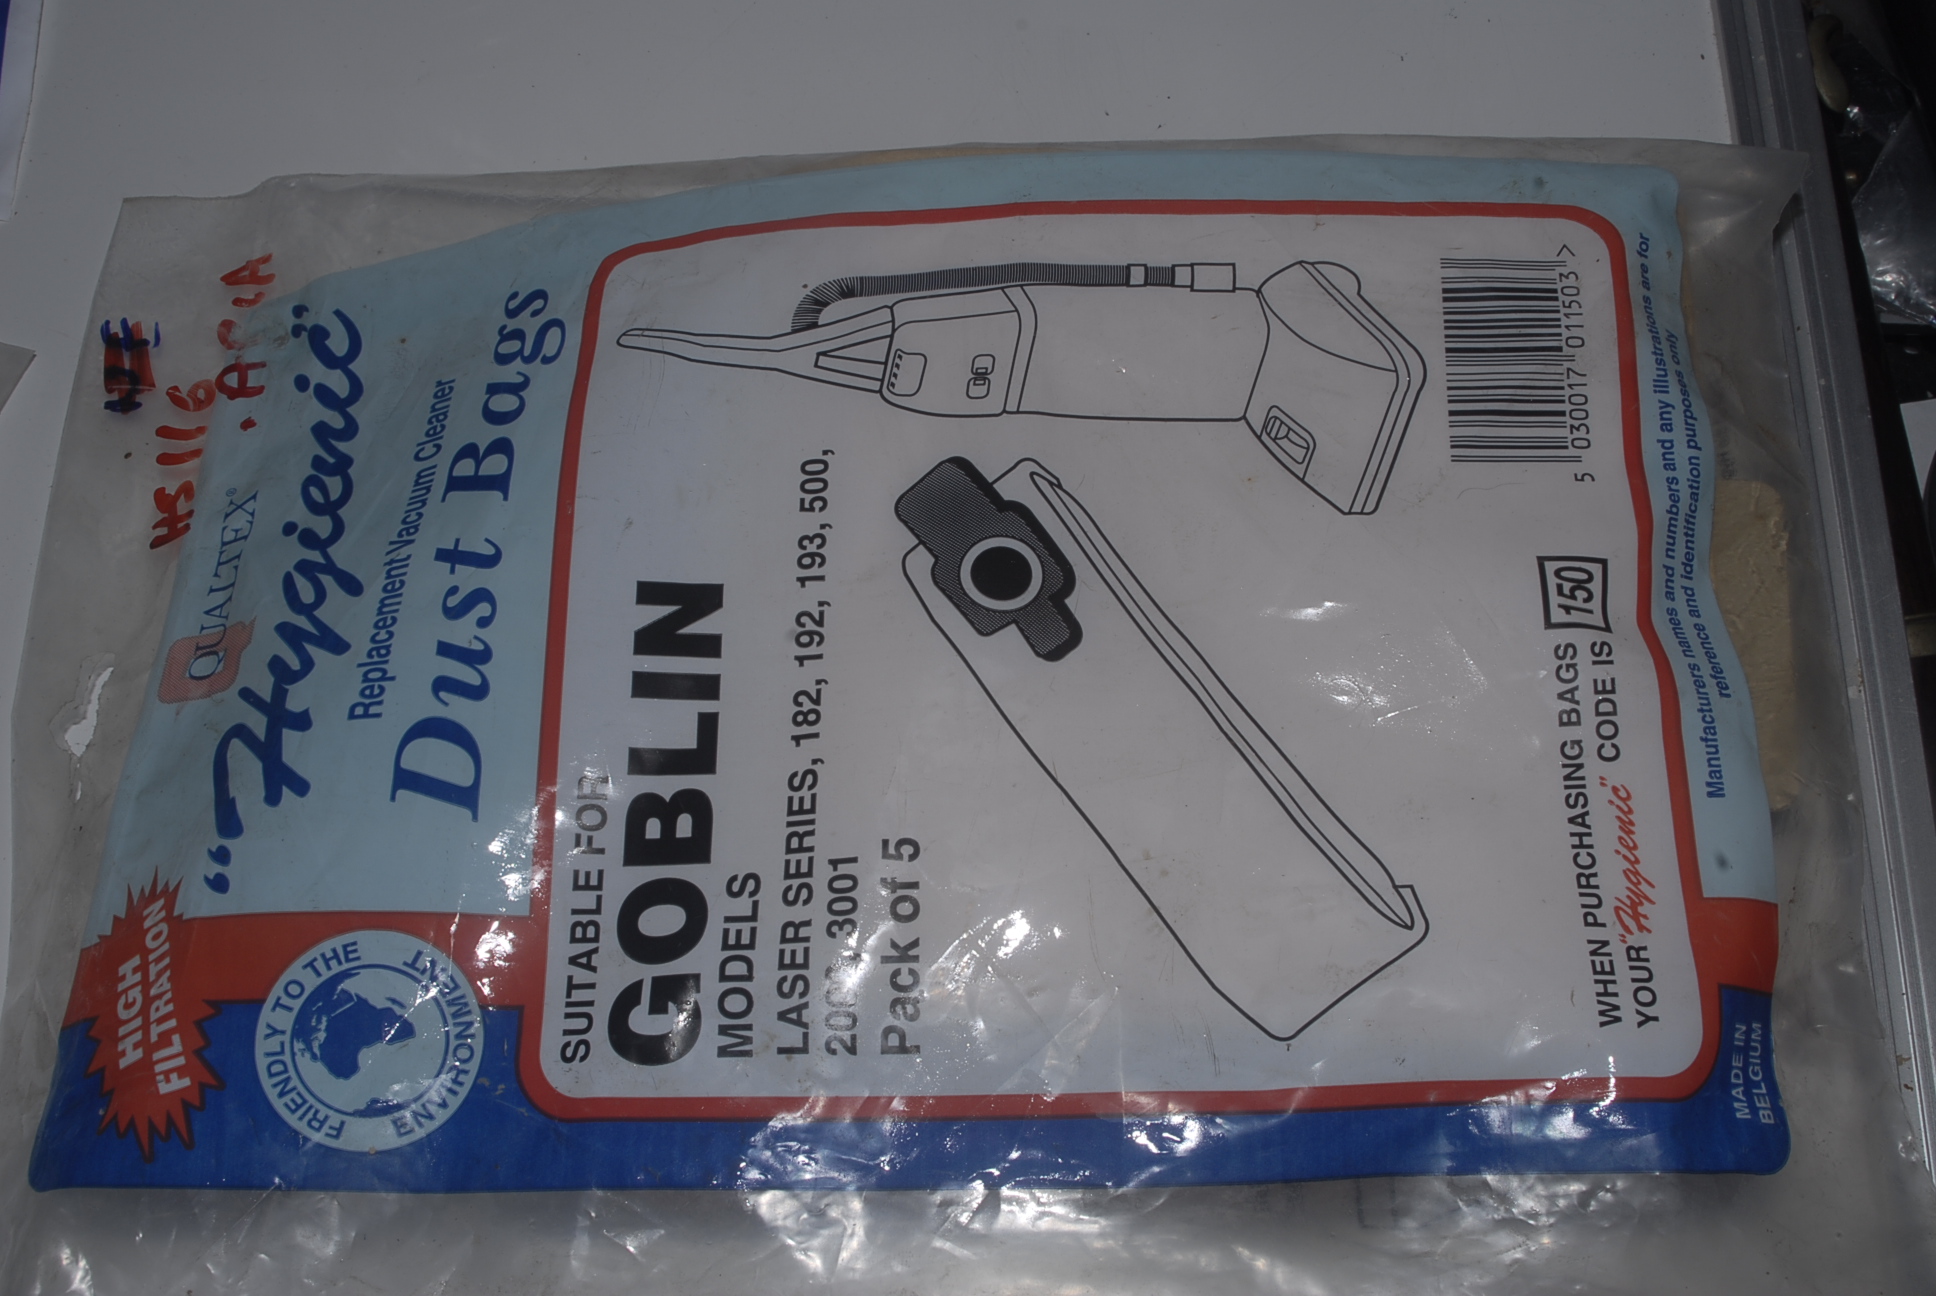 HS116
QUALTEX®
"Hygienic"
Replacement Vacuum Cleaner
Dust Bags
HIGH
FILTRATION
FRIENDLY TO THE
ENVIRONMENT
SUITABLE FOR
GOBLIN
MODELS
LASER SERIES, 182, 192, 193, 500,
3001
Pack of 5
5 030017 011503 >
WHEN PURCHASING BAGS
YOUR "Hygienic" CODE IS 150
Manufacturers names and numbers and any illustrations are for
reference and identification purposes only
MADE IN
BELGIUM